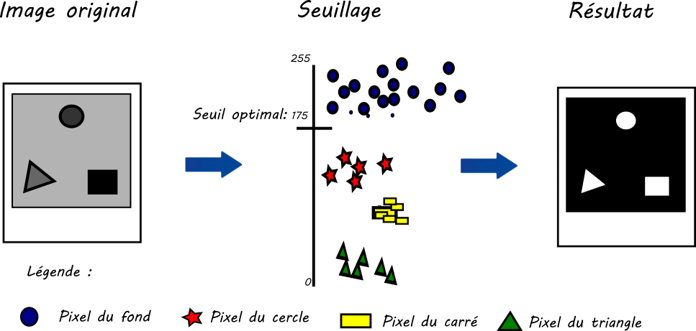 Image original
Seuillage
Résultat
255
Seuil optimal: 175
0
Légende :
Pixel du fond
Pixel du cercle
Pixel du carré
Pixel du triangle